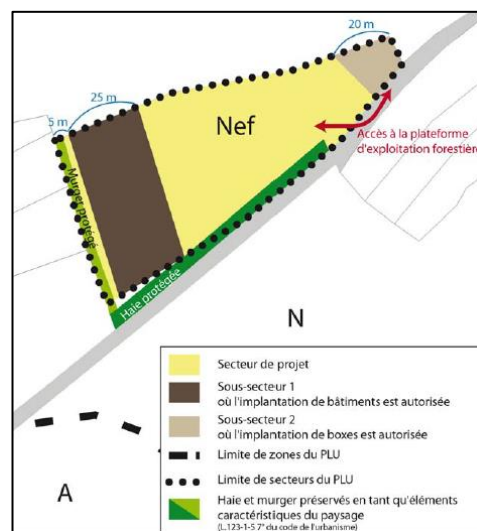 20 m
25 m
5 m
Nef
Accès à la plateforme
d'exploitation forestière
Murger protégé
Haie protégée
N
A
Secteur de projet
Sous-secteur 1
où l'implantation de bâtiments est autorisée
Sous-secteur 2
où l'implantation de boxes est autorisée
Limite de zones du PLU
Limite de secteurs du PLU
Haie et murger préservés en tant qu'éléments
caractéristiques du paysage
(L.123-1-5 7° du code de l'urbanisme)